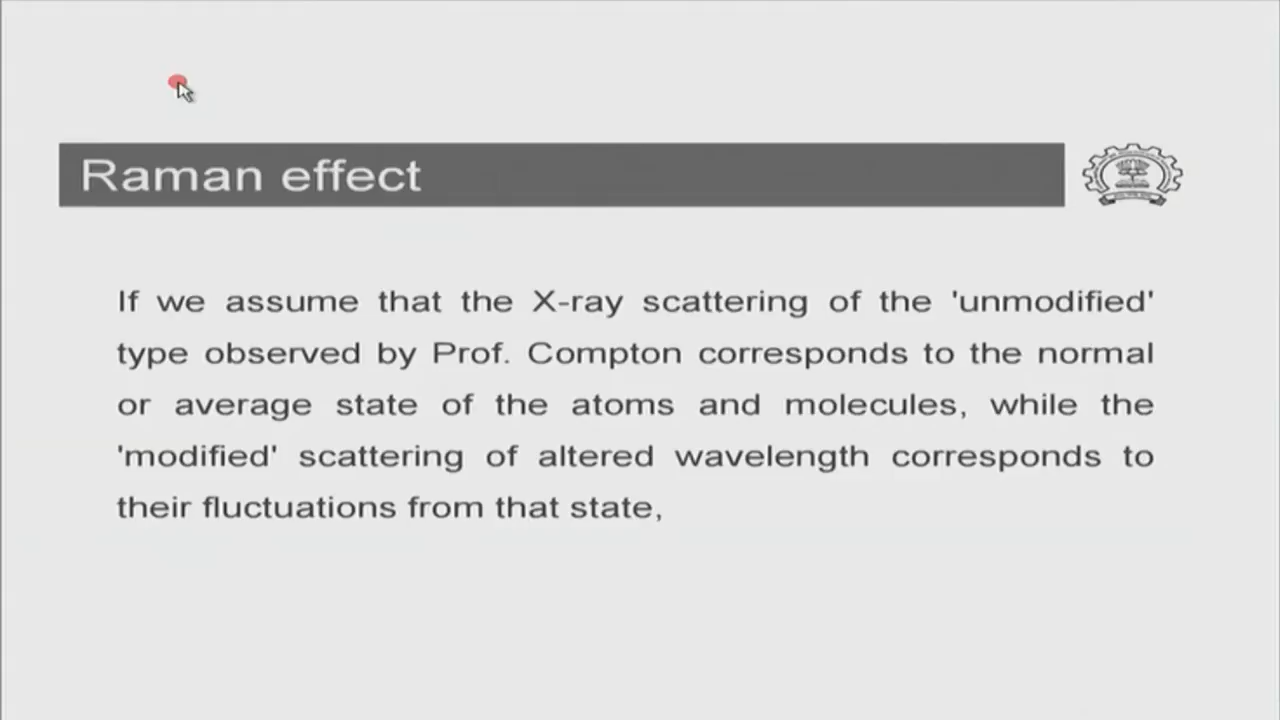 Raman effect
If we assume that the X-ray scattering of the 'unmodified'
type observed by Prof. Compton corresponds to the normal
or average state of the atoms and molecules, while the
'modified' scattering of altered wavelength corresponds to
their fluctuations from that state,